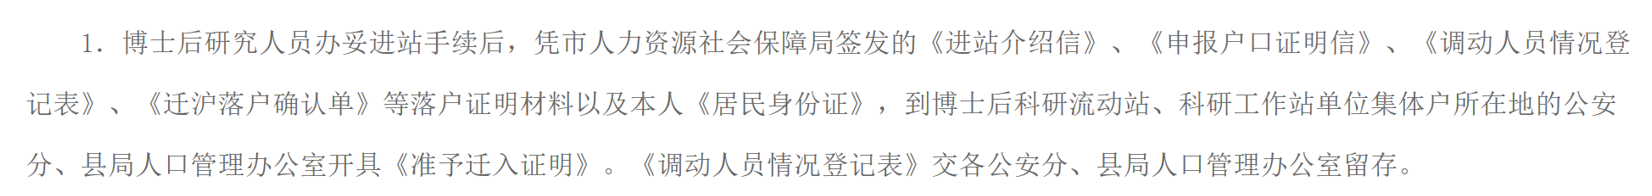 1．博士后研究人员办妥进站手续后，凭市人力资源社会保障局签发的《进站介绍信》、《申报户口证明信》、《调动人员情况登
记表》、《迁沪落户确认单》等落户证明材料以及本人《居民身份证》，到博士后科研流动站、科研工作站单位集体户所在地的公安
分、县局人口管理办公室开具《准予迁入证明》。《调动人员情况登记表》交各公安分、县局人口管理办公室留存。